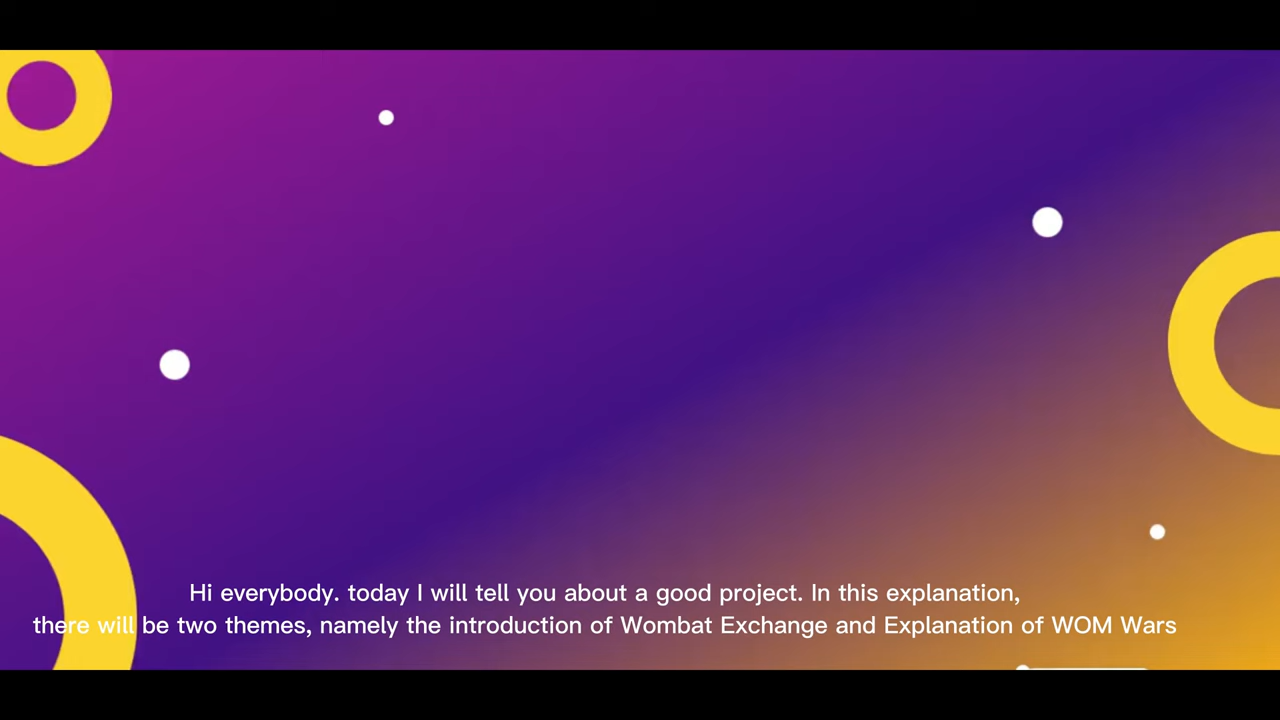 Hi everybody. today I will tell you about a good project. In this explanation,
there will be two themes, namely the introduction of Wombat Exchange and Explanation of WOM Wars